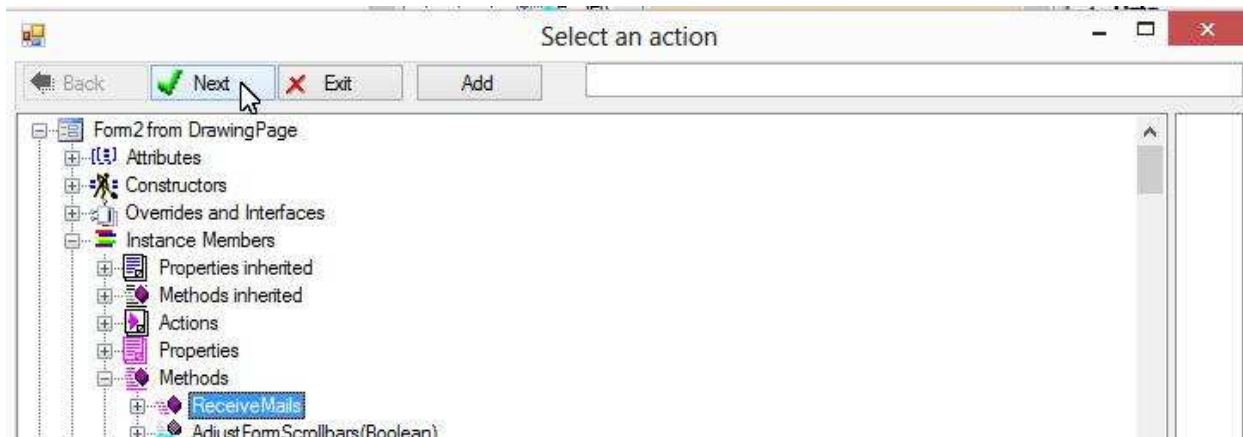 Select an action
Back Next Exit Add
Form2 from DrawingPage
Attributes
Constructors
Overrides and Interfaces
Instance Members
Properties inherited
Methods inherited
Actions
Properties
Methods
ReceiveMails
AdjustFormScrollbars(Boolean)